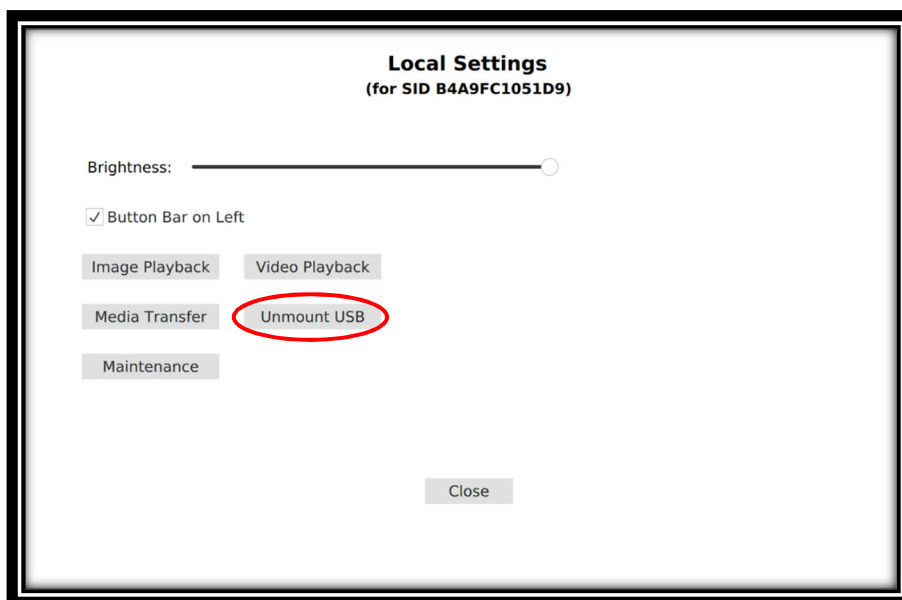 Local Settings
(for SID B4A9FC1051D9)
Brightness:
Button Bar on Left
Image Playback Video Playback
Media Transfer Unmount USB
Maintenance
Close